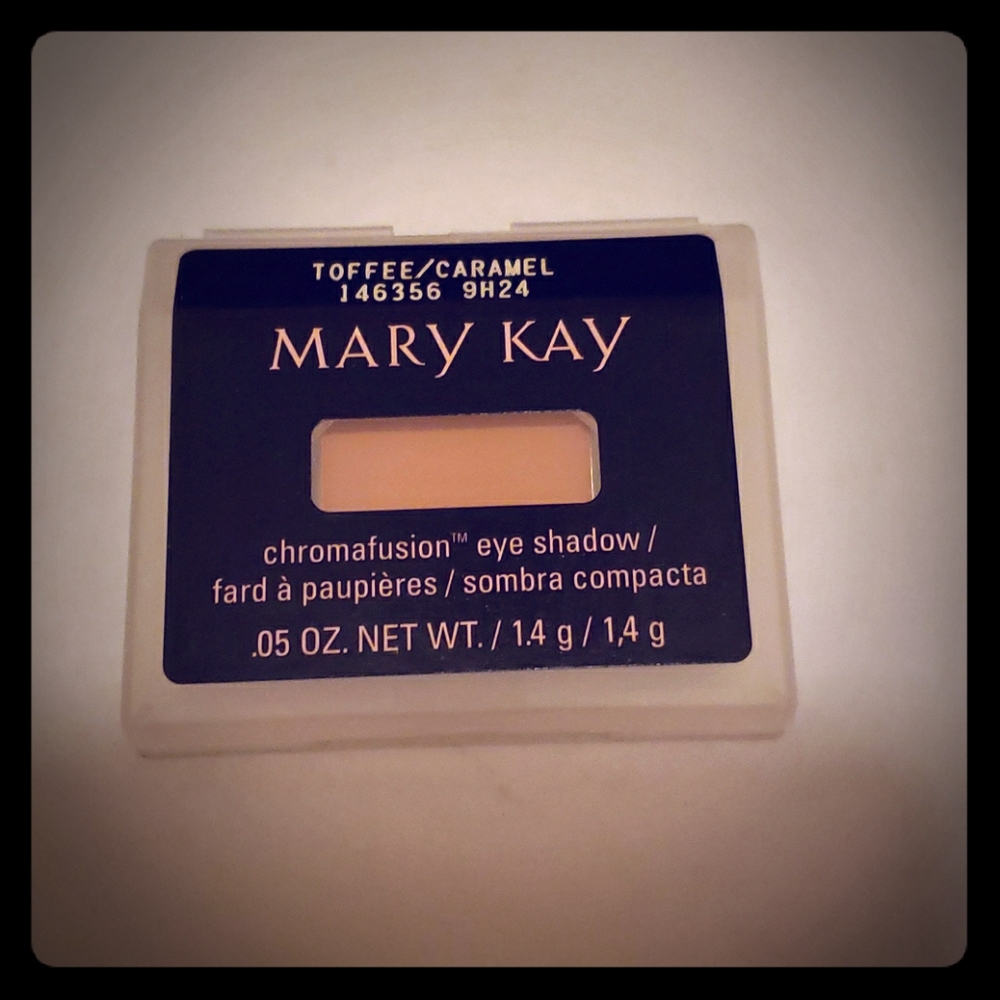 TOFFEE/CARAMEL
146356 9H24
MARY KAY
chromafusion™ eye shadow /
fard à paupières / sombra compacta
.05 OZ. NET WT. / 1.4 g / 1,4 g